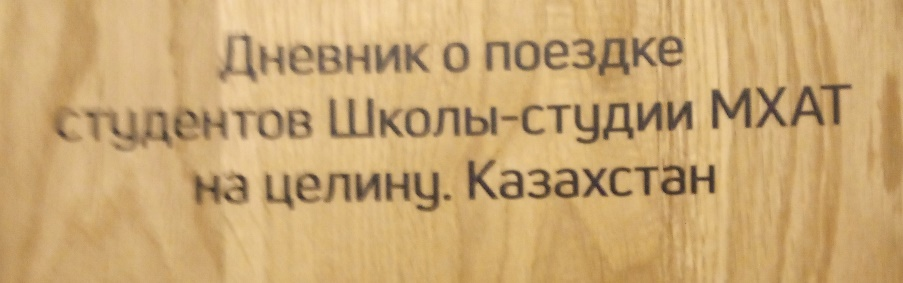 Дневник о поездке
студентов Школы-студии МХАТ
на целину. Казахстан